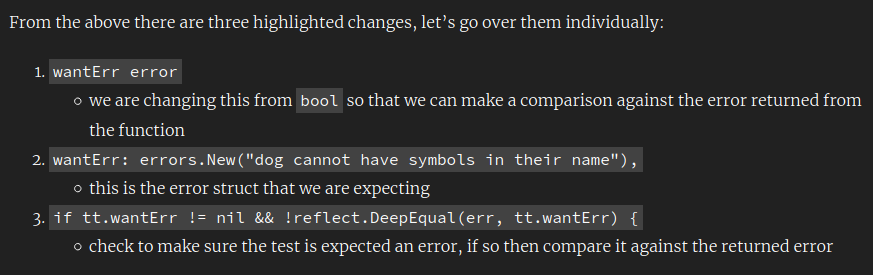 From the above there are three highlighted changes, let’s go over them individually:
1. wantErr error
○ we are changing this from bool so that we can make a comparison against the error returned from
the function
2. wantErr: errors.New("dog cannot have symbols in their name"),
○ this is the error struct that we are expecting
3. if tt.wantErr != nil && !reflect.DeepEqual(err, tt.wantErr) {
○ check to make sure the test is expected an error, if so then compare it against the returned error